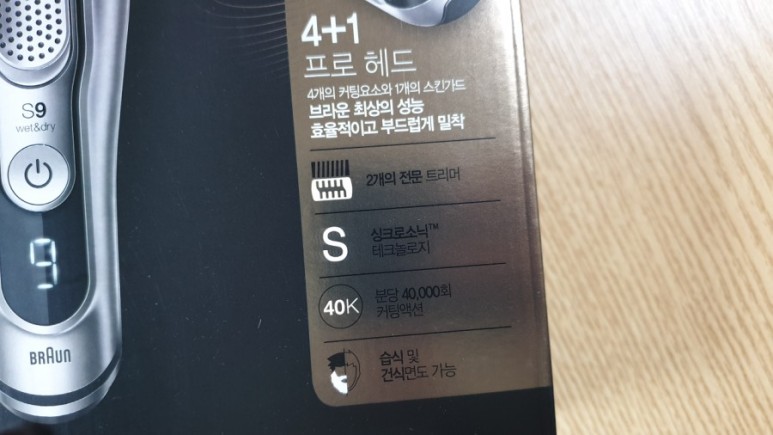 S9
wet&dry
9
BRAUN
4+1
프로 헤드
4개의 커팅요소와 1개의 스킨가드
브라운 최상의 성능
효율적이고 부드럽게 밀착
2개의 전문 트리머
S
싱크로소닉™
테크놀로지
40K
분당 40,000회
커팅액션
습식 및
건식면도 가능